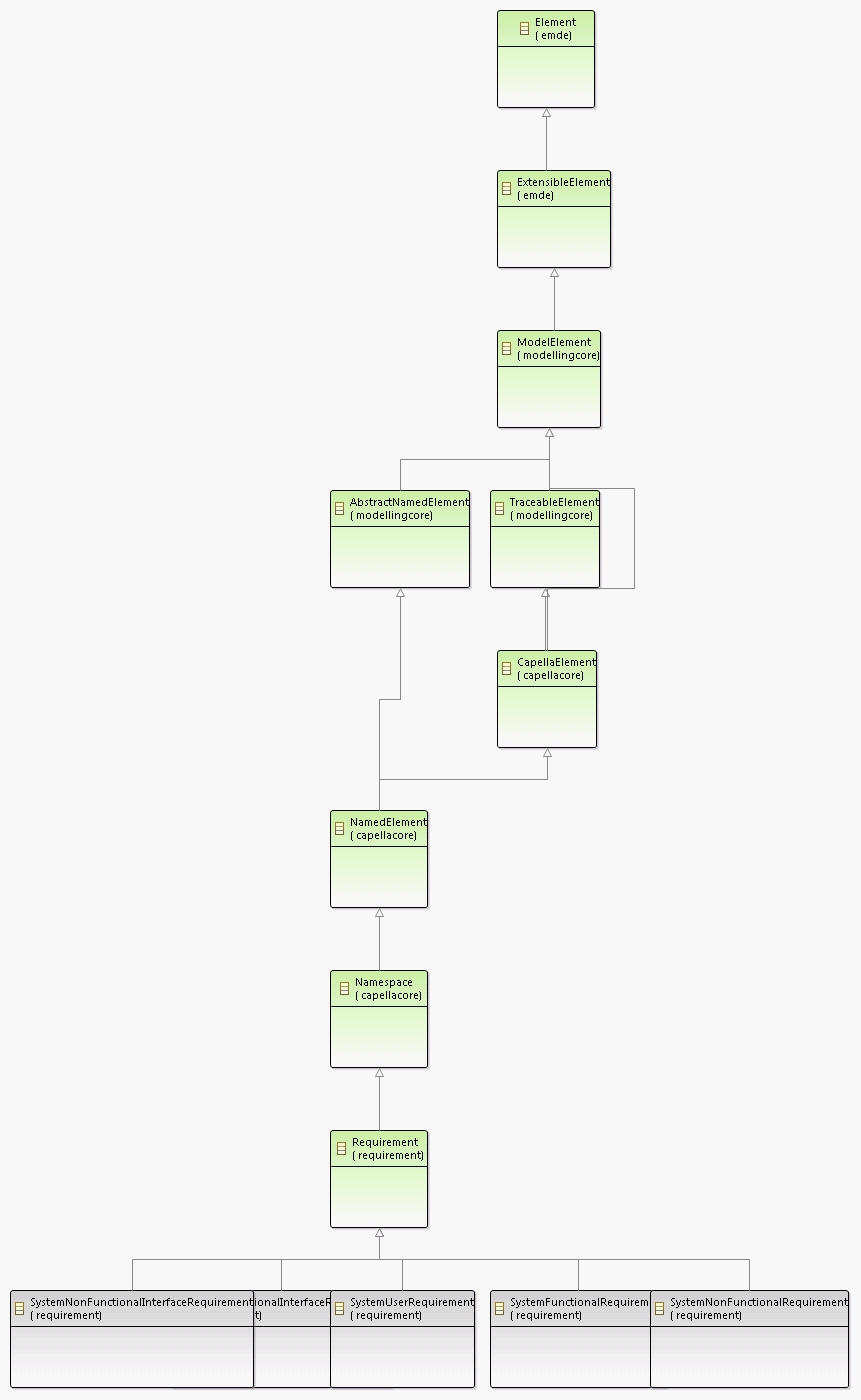 Element
( emde)
ExtensibleElement
( emde)
ModelElement
( modellingcore)
AbstractNamedElement
( modellingcore)
TraceableElement
( modellingcore)
CapellaElement
( capellacore)
NamedElement
( capellacore)
Namespace
( capellacore)
Requirement
( requirement)
SystemNonFunctionalInterfaceRequirement
( requirement)
ionalInterfaceR
t)
SystemUserRequirement
( requirement)
SystemFunctionalRequirem
( requirement)
SystemNonFunctionalRequirement
( requirement)